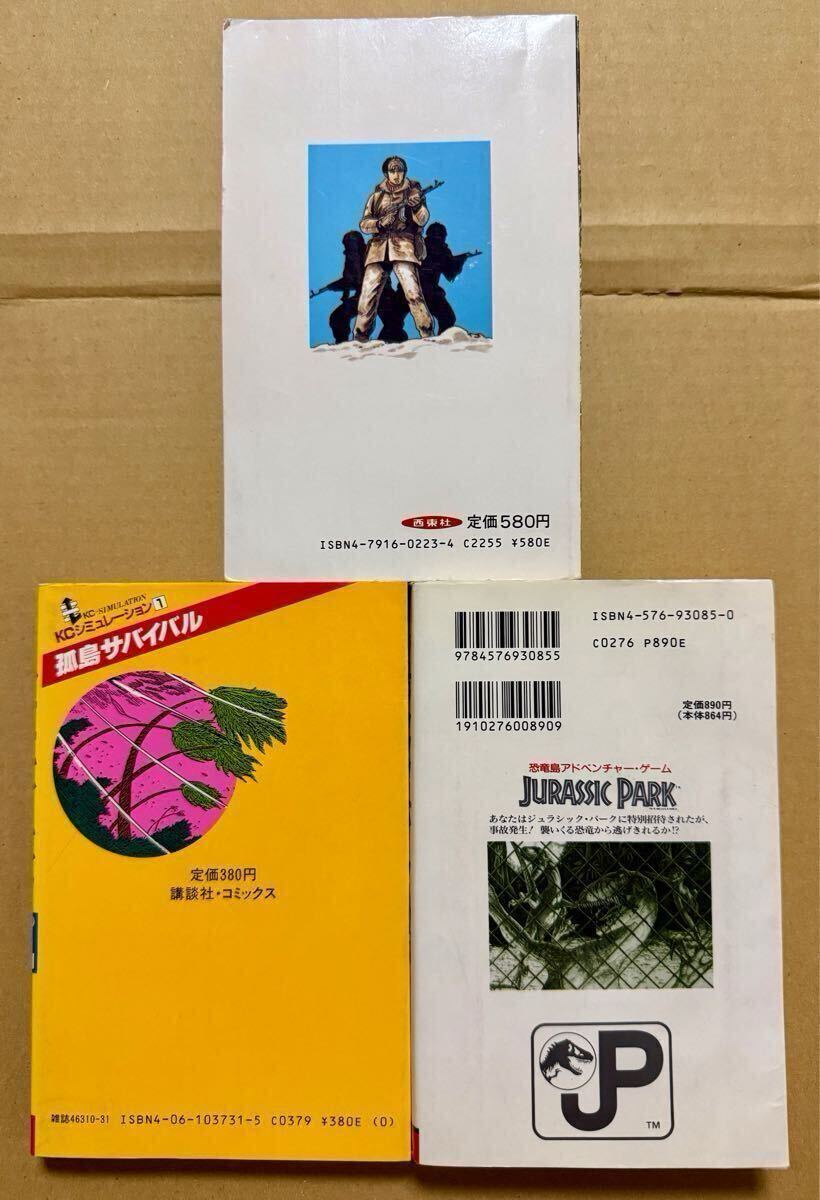 西東社 定価580円
ISBN4-7916-0223-4 C2255 ¥580E
KC/SIMULATION
KCシミュレーション1
孤島サバイバル
定価380円
講談社・コミックス
雑誌46310-31 ISBN4-06-103731-5 C0379 ¥380E (0)
ISBN4-576-93085-0
C0276 P890E
9784576930855
1910276008909
定価890円
(本体864円)
恐竜島アドベンチャー・ゲーム
JURASSIC PARK
あなたはジュラシック・パークに特別招待されたが、
事故発生! 襲いくる恐竜から逃げきれるか!?
JP
TM